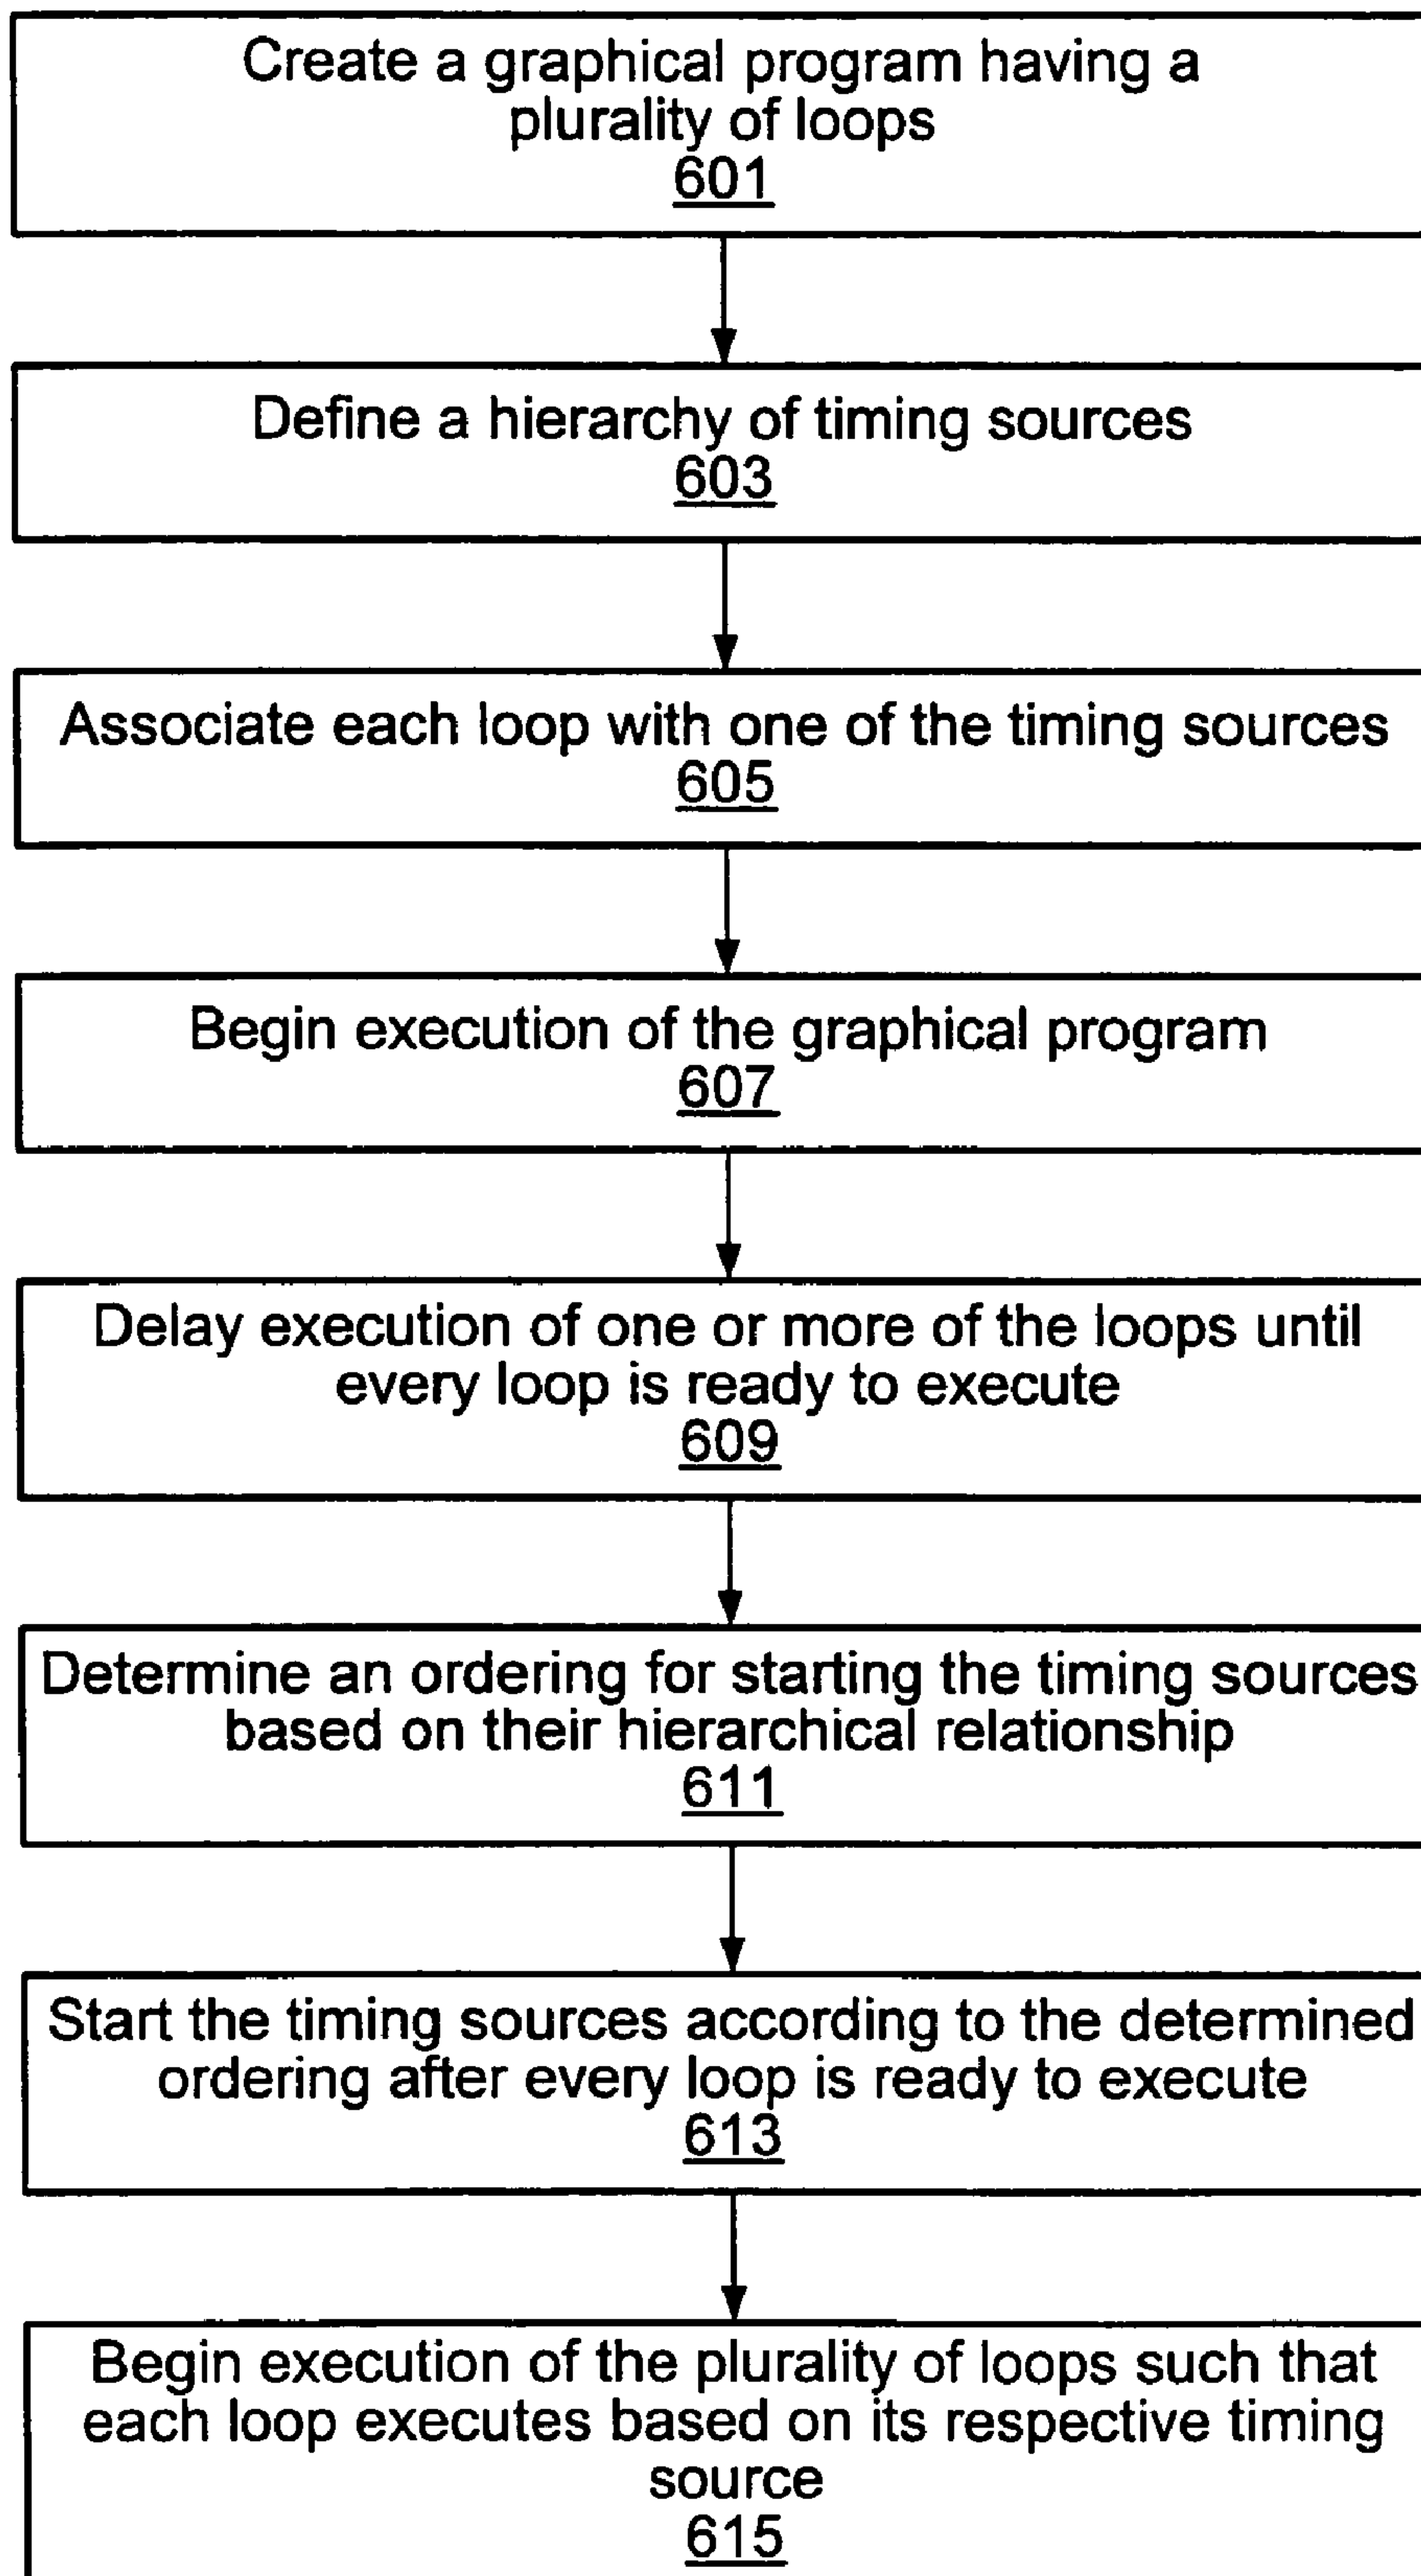 Create a graphical program having a
plurality of loops
601
Define a hierarchy of timing sources
603
Associate each loop with one of the timing sources
605
Begin execution of the graphical program
607
Delay execution of one or more of the loops until
every loop is ready to execute
609
Determine an ordering for starting the timing sources
based on their hierarchical relationship
611
Start the timing sources according to the determined
ordering after every loop is ready to execute
613
Begin execution of the plurality of loops such that
each loop executes based on its respective timing
source
615